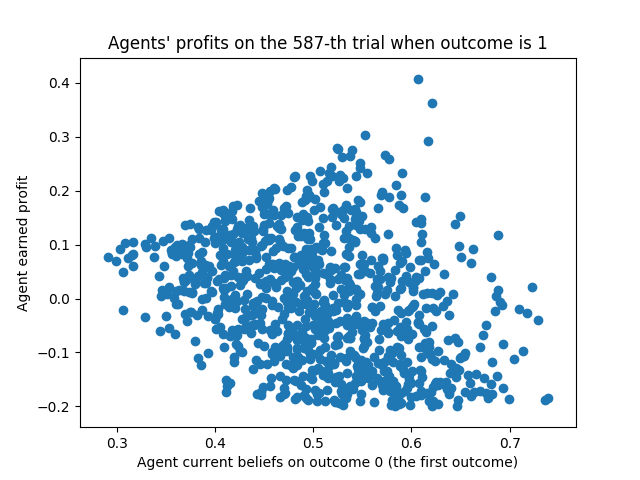 Agents' profits on the 587-th trial when outcome is 1
Agent earned profit
0.4
0.3
0.2
0.1
0.0
−0.1
−0.2
0.3 0.4 0.5 0.6 0.7
Agent current beliefs on outcome 0 (the first outcome)